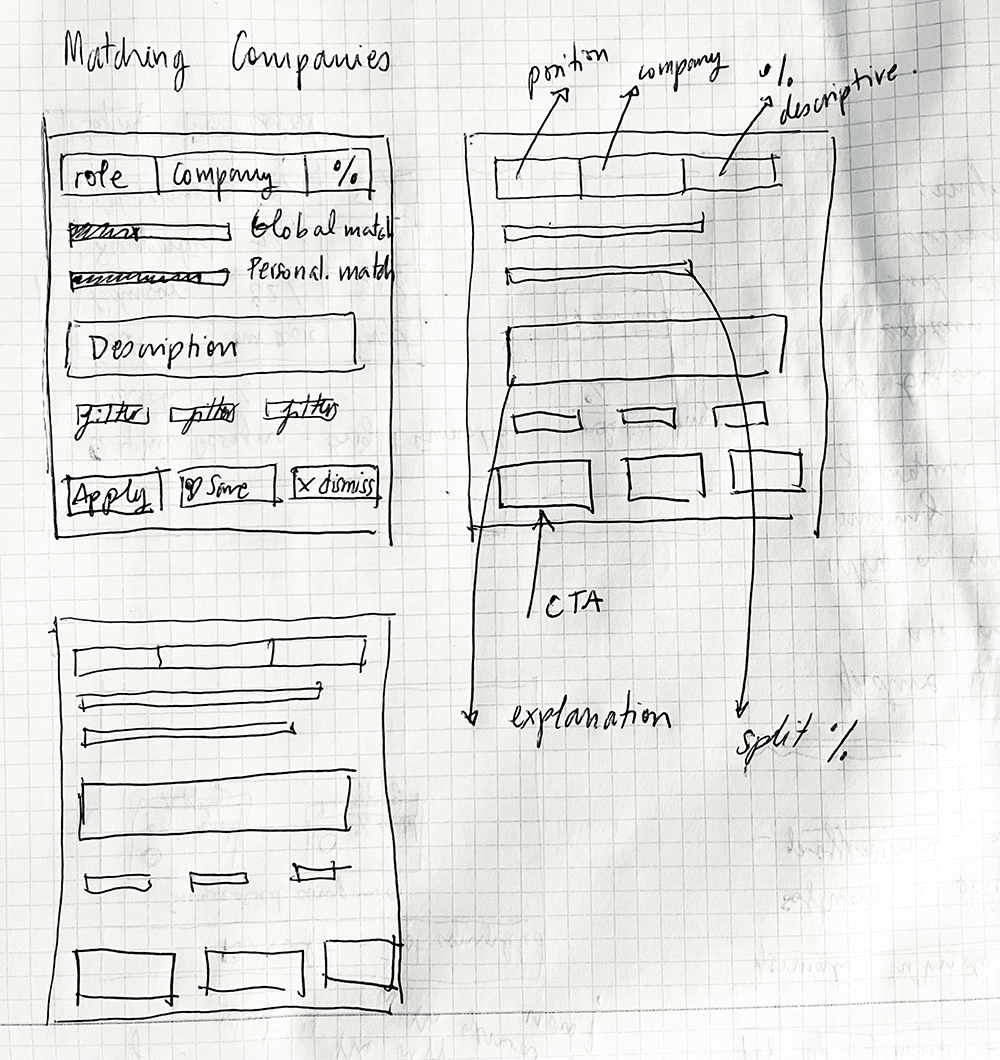 Matching Companies
position
company
%
descriptive.
role Company %
Global match
Personal. match
Description
filter filter filter
Apply ♡ Save X dismiss
CTA
explanation
split %